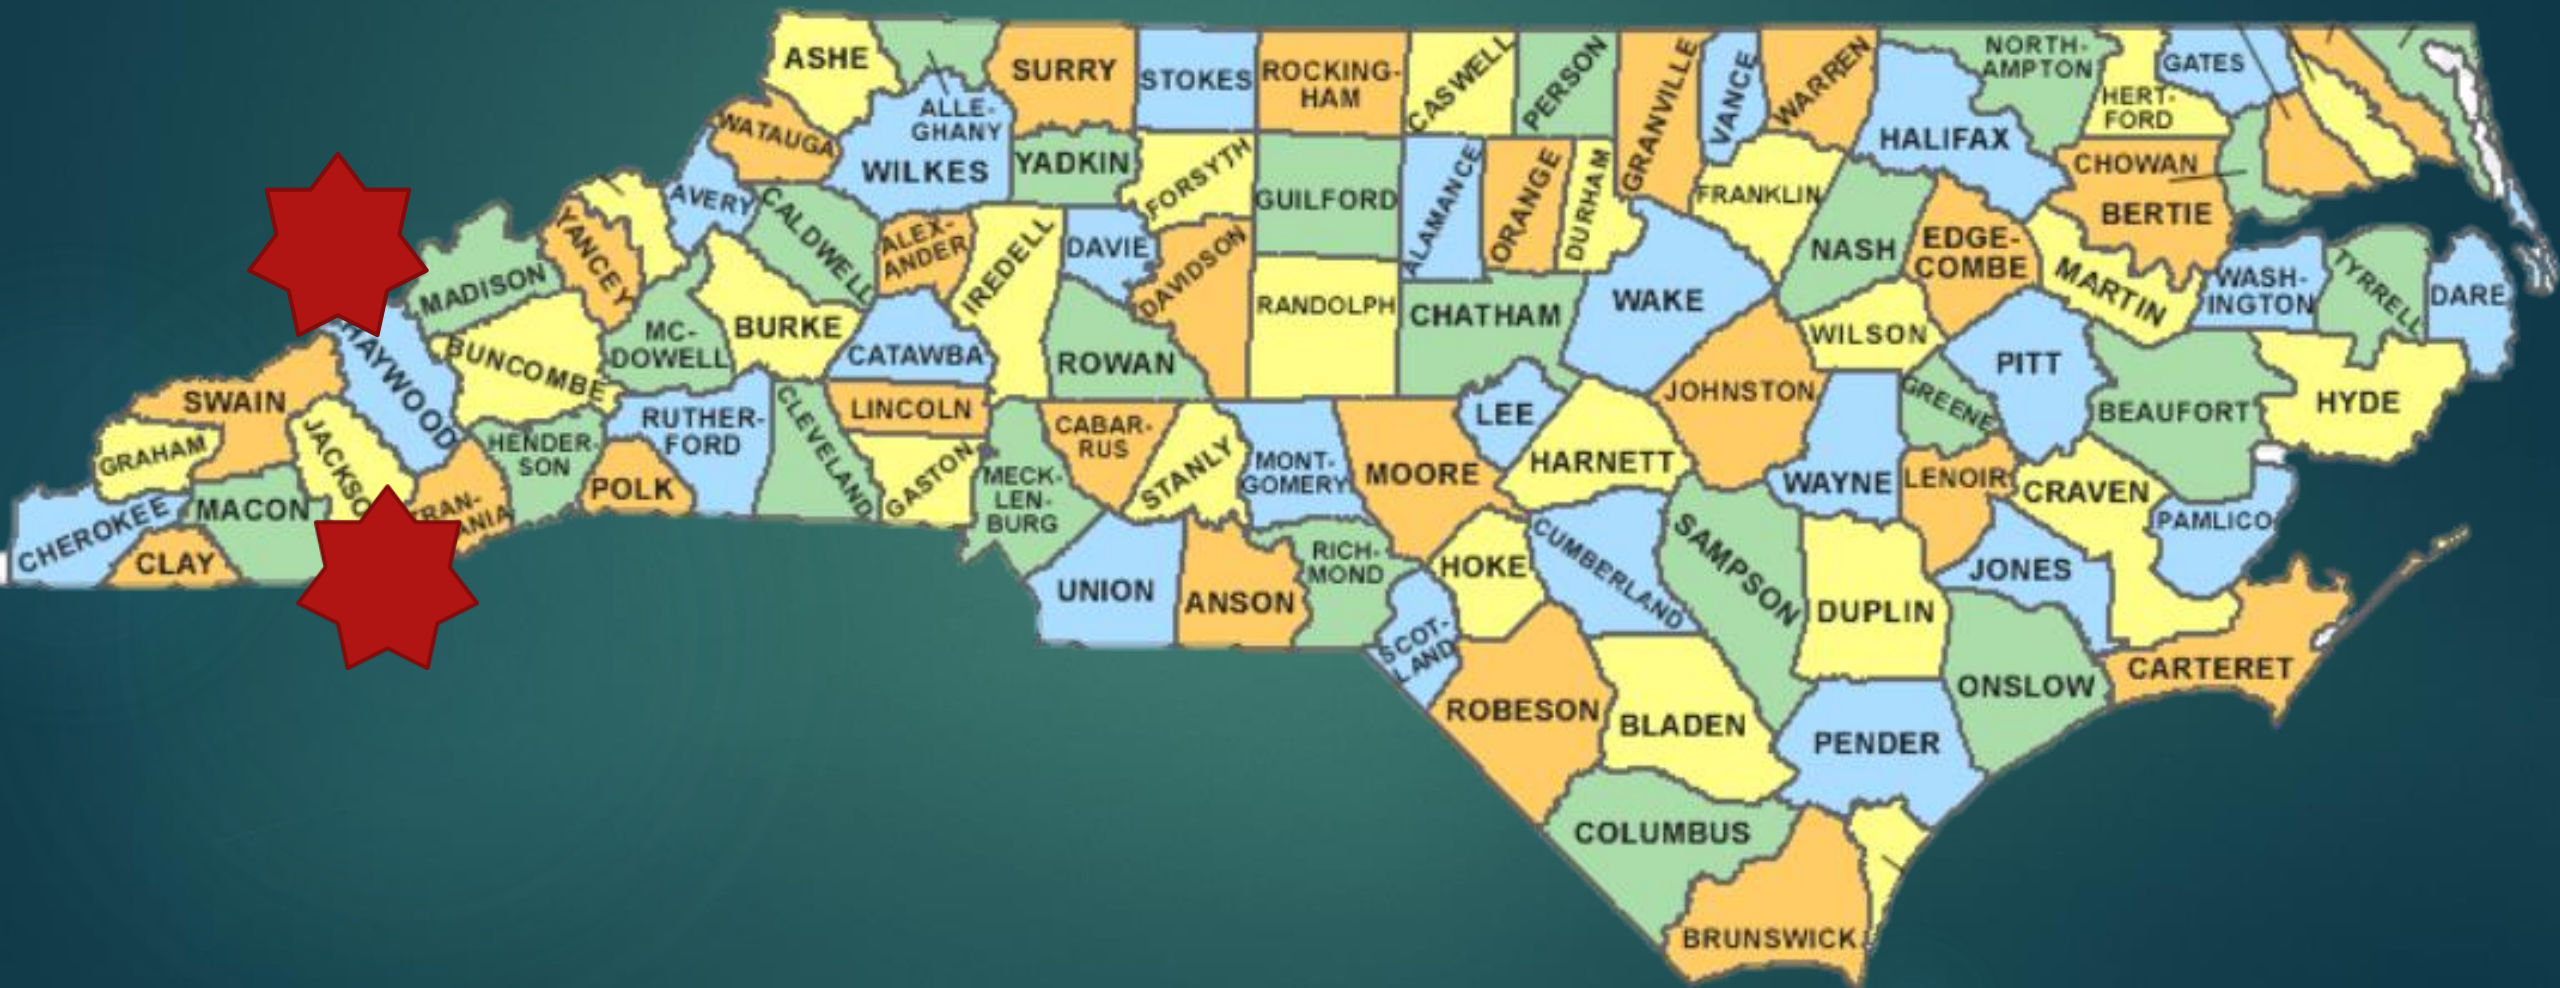 ASHE
SURRY
STOKES
ROCKING-
HAM
CASWELL
PERSON
GRANVILLE
VANCE
WARREN
NORTH-
AMPTON
GATES
HERT-
FORD
HALIFAX
ALLE-
GHANY
WATAUGA
WILKES
YADKIN
FORSYTH
GUILFORD
ALAMANCE
ORANGE
DURHAM
FRANKLIN
NASH
EDGE-
COMBE
CHOWAN
BERTIE
MARTIN
WASH-
INGTON
TYRRELL
DARE
AVERY
CALDWELL
ALEX-
ANDER
IREDELL
DAVIE
DAVIDSON
RANDOLPH
CHATHAM
WAKE
WILSON
PITT
MADISON
YANCEY
MC-
DOWELL
BURKE
CATAWBA
ROWAN
JOHNSTON
GREENE
BEAUFORT
HYDE
SWAIN
HAYWOOD
BUNCOMBE
RUTHER-
FORD
CLEVELAND
LINCOLN
CABAR-
RUS
STANLY
MONT-
GOMERY
MOORE
LEE
HARNETT
WAYNE
LENOIR
CRAVEN
PAMLICO
GRAHAM
HENDER-
SON
POLK
GASTON
MECK-
LEN-
BURG
CHEROKEE
MACON
CLAY
UNION
ANSON
RICH-
MOND
HOKE
CUMBERLAND
SAMPSON
DUPLIN
JONES
SCOT-
LAND
ROBESON
BLADEN
ONSLOW
CARTERET
PENDER
COLUMBUS
BRUNSWICK